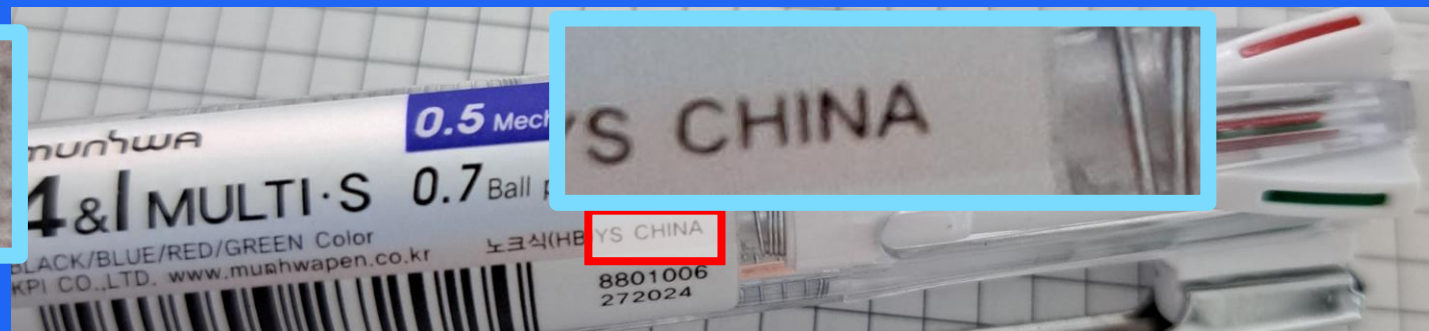 munhwa
0.5 Mech
4&1 MULTI·S 0.7 Ball
BLACK/BLUE/RED/GREEN Color
KPI CO.,LTD. www.munhwapen.co.kr
노크식(HB YS CHINA
8801006
272024
YS CHINA